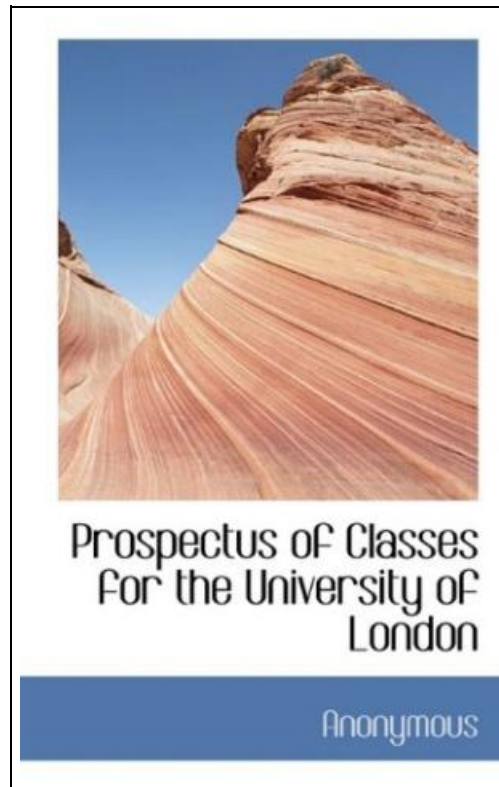 Prospectus of Classes
for the University of
London
Anonymous